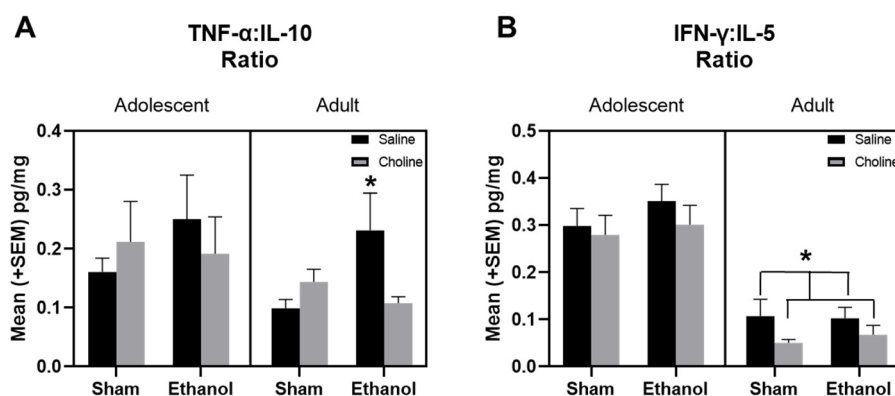 A
TNF-α:IL-10
Ratio
Adolescent
Adult
Mean (+SEM) pg/mg
0.4
0.3
0.2
0.1
0.0
Saline
Choline
*
Sham
Ethanol
Sham
Ethanol
B
IFN-γ:IL-5
Ratio
Adolescent
Adult
Mean (+SEM) pg/mg
0.5
0.4
0.3
0.2
0.1
0.0
Saline
Choline
*
Sham
Ethanol
Sham
Ethanol